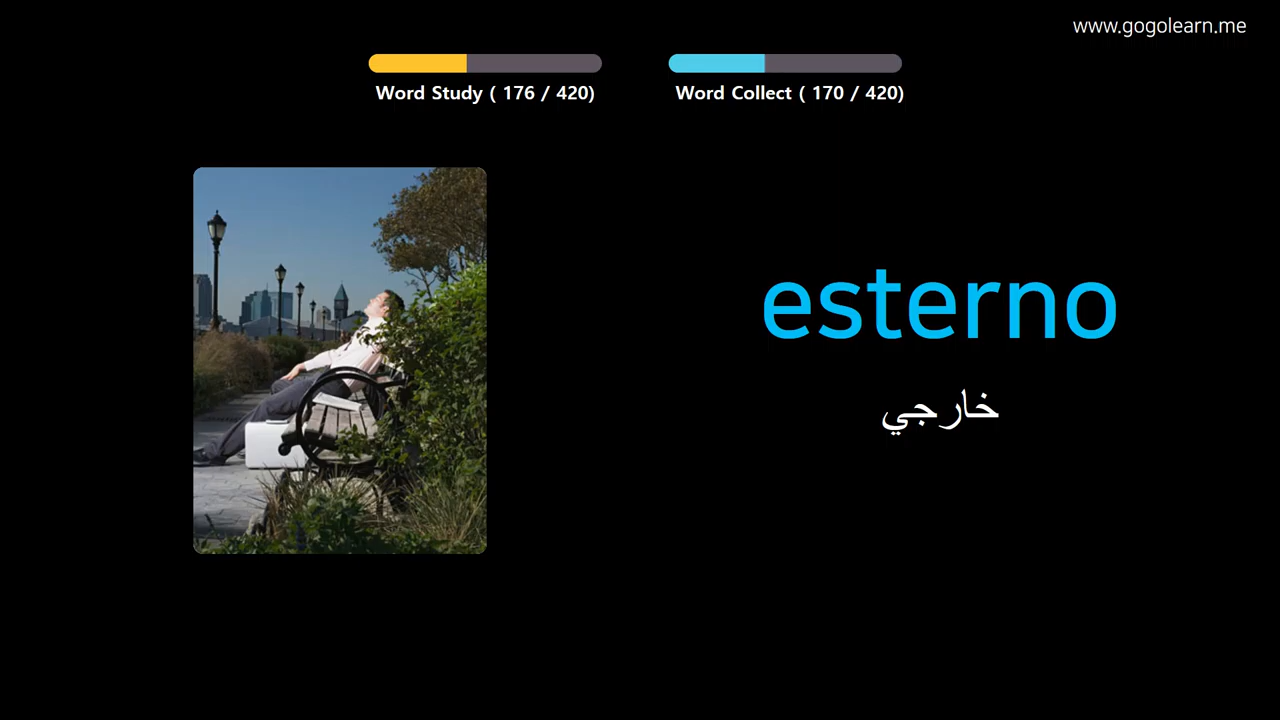 www.gogolearn.me
Word Study ( 176 / 420)
Word Collect ( 170 / 420)
esterno
خارجي